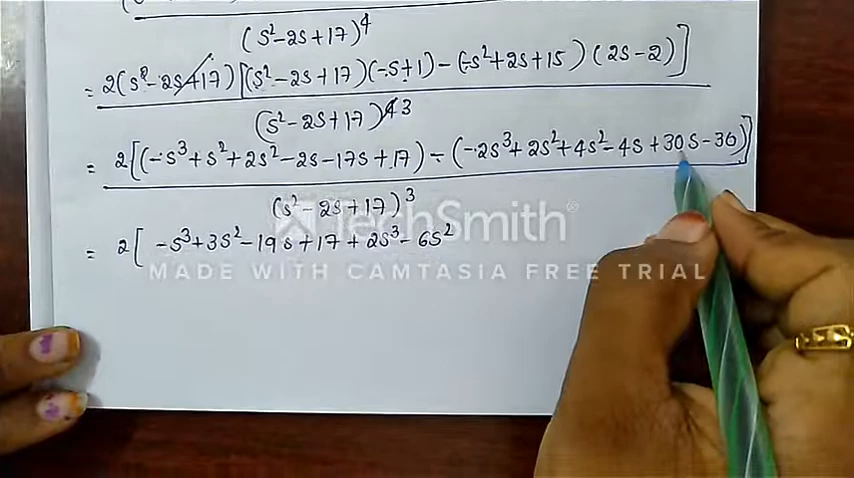 (s²-2s+17)⁴
= 2(s²-2s+17)[(s²-2s+17)(-s+1)-(-s²+2s+15)(2s-2)]
(s²-2s+17)⁴ ³
= 2[(-s³+s²+2s²-2s-17s+17)-(-2s³+2s²+4s²-4s+30s-30)]
(s²-2s+17)³
= 2[-s³+3s²-19s+17+2s³-6s²
TechSmith
MADE WITH CAMTASIA FREE TRIAL